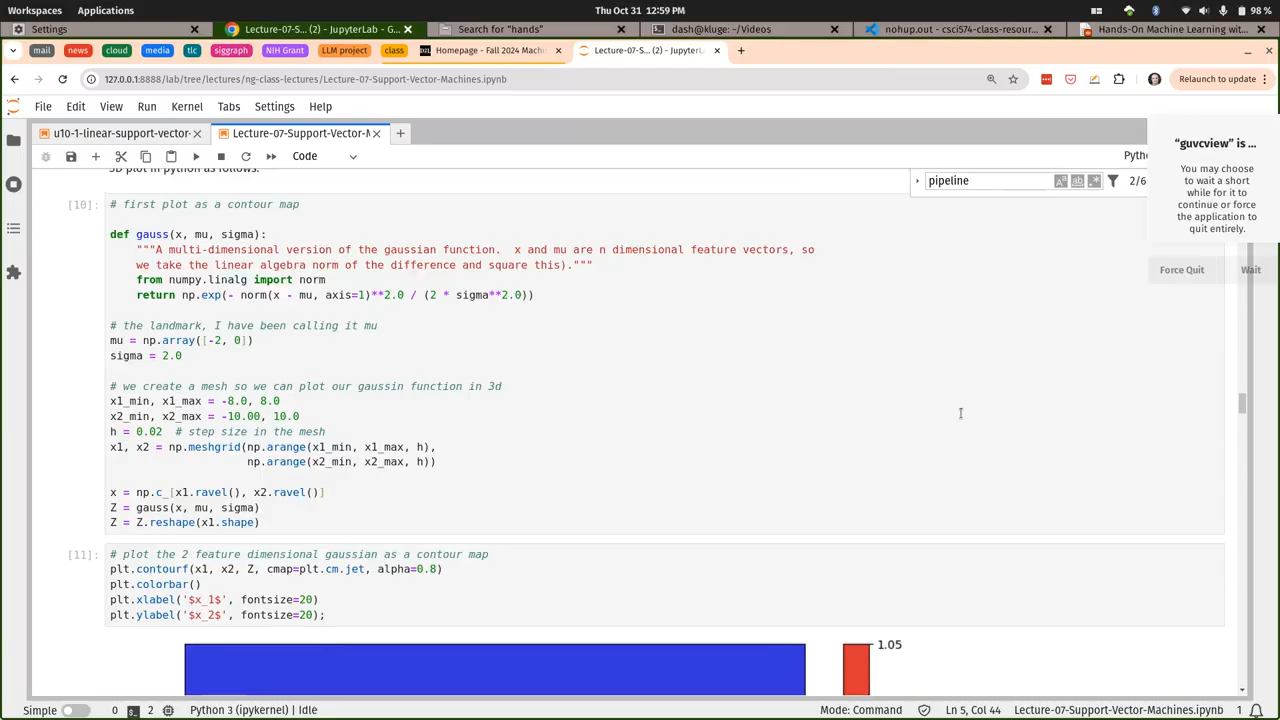 Workspaces Applications Thu Oct 31 12:59 PM 98 %
Settings Lecture-07-S... (2) - JupyterLab - G... Search for “hands” dash@kluge: ~/Videos nohup.out - csci574-class-resour... Hands-On Machine Learning wit...
mail news cloud media tlc siggraph NIH Grant LLM project class Homepage - Fall 2024 Machin Lecture-07-S... (2) - JupyterL
127.0.0.1:8888/lab/tree/lectures/ng-class-lectures/Lecture-07-Support-Vector-Machines.ipynb Relaunch to update
File Edit View Run Kernel Tabs Settings Help
u10-1-linear-support-vector- Lecture-07-Support-Vector-M
Code Pyth
3D plot in python as follows.
pipeline 2/6
“guvcview” is ...
You may choose
to wait a short
while for it to
continue or force
the application to
quit entirely.
Force Quit Wait
[10]: # first plot as a contour map
def gauss(x, mu, sigma):
"""A multi-dimensional version of the gaussian function. x and mu are n dimensional feature vectors, so
we take the linear algebra norm of the difference and square this)."""
from numpy.linalg import norm
return np.exp(- norm(x - mu, axis=1)**2.0 / (2 * sigma**2.0))
# the landmark, I have been calling it mu
mu = np.array([-2, 0])
sigma = 2.0
# we create a mesh so we can plot our gaussin function in 3d
x1_min, x1_max = -8.0, 8.0
x2_min, x2_max = -10.00, 10.0
h = 0.02 # step size in the mesh
x1, x2 = np.meshgrid(np.arange(x1_min, x1_max, h),
np.arange(x2_min, x2_max, h))
x = np.c_[x1.ravel(), x2.ravel()]
Z = gauss(x, mu, sigma)
Z = Z.reshape(x1.shape)
[11]: # plot the 2 feature dimensional gaussian as a contour map
plt.contourf(x1, x2, Z, cmap=plt.cm.jet, alpha=0.8)
plt.colorbar()
plt.xlabel('$x_1$', fontsize=20)
plt.ylabel('$x_2$', fontsize=20);
1.05
Simple 0 2 Python 3 (ipykernel) | Idle Mode: Command Ln 5, Col 44 Lecture-07-Support-Vector-Machines.ipynb 1